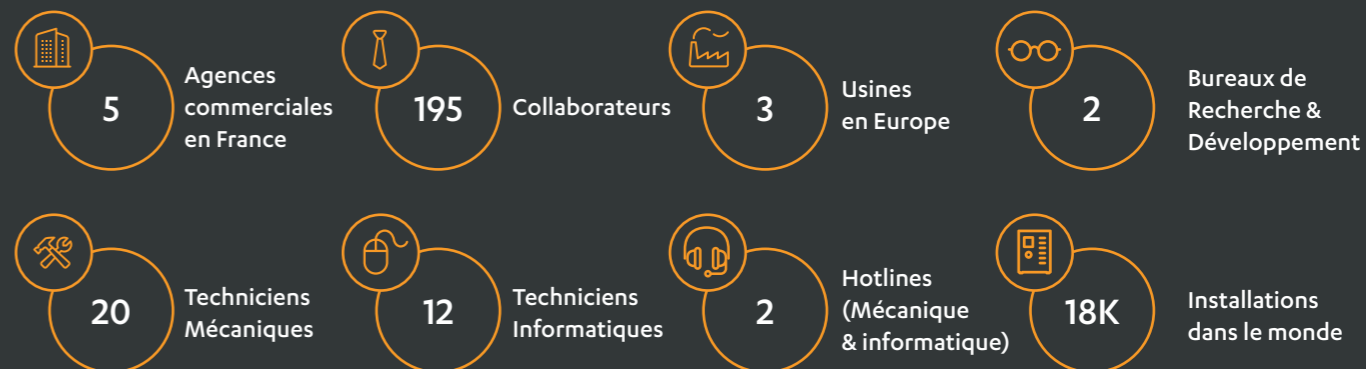 5
Agences
commerciales
en France
195
Collaborateurs
3
Usines
en Europe
2
Bureaux de
Recherche &
Développement
20
Techniciens
Mécaniques
12
Techniciens
Informatiques
2
Hotlines
(Mécanique
& informatique)
18K
Installations
dans le monde